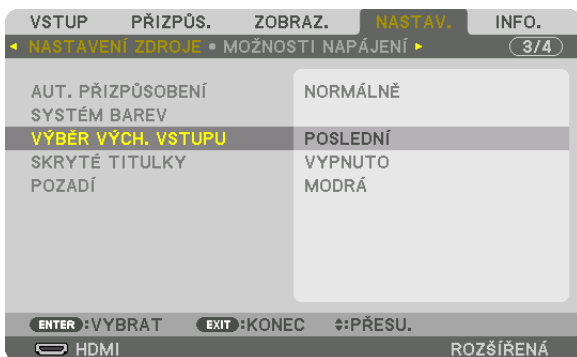 VSTUP PŘIZPŮS. ZOBRAZ. NASTAV. INFO.
NASTAVENÍ ZDROJE • MOŽNOSTI NAPÁJENÍ 3/4
AUT. PŘIZPŮSOBENÍ NORMÁLNĚ
SYSTÉM BAREV
VÝBĚR VÝCH. VSTUPU POSLEDNÍ
SKRYTÉ TITULKY VYPNUTO
POZADÍ MODRÁ
ENTER :VYBRAT EXIT :KONEC :PŘESU.
HDMI ROZŠÍŘENÁ